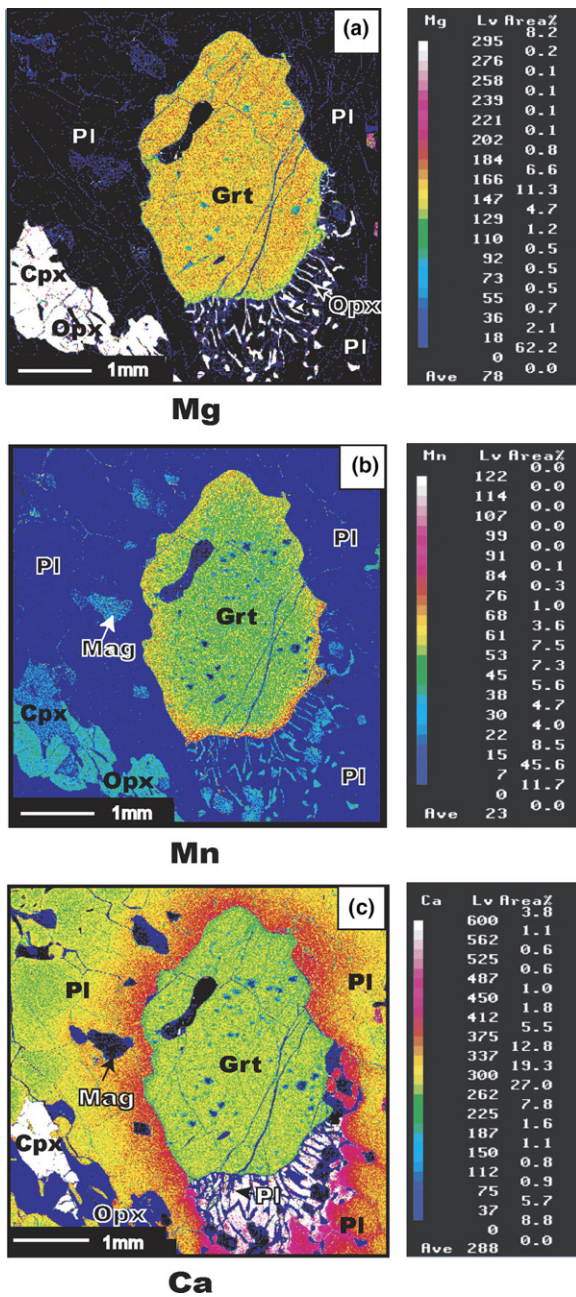 (a)
Pl
Pl
Grt
Cpx
Opx
Opx
Pl
1mm
Mg
Mg Lv Area%
8.2
295
0.2
276
0.1
258
0.1
239
0.1
221
0.1
202
0.8
184
6.6
166
11.3
147
4.7
129
1.2
110
0.5
92
0.5
73
0.5
55
0.7
36
2.1
18
62.2
0
0.0
Ave 78
(b)
Pl
Pl
Grt
Mag
Cpx
Opx
Pl
1mm
Mn
Mn Lv Area%
0.0
122
0.0
114
0.0
107
0.0
99
0.0
91
0.1
84
0.3
76
1.0
68
3.6
61
7.5
53
7.3
45
5.6
38
4.7
30
4.0
22
8.5
15
45.6
7
11.7
0
0.0
Ave 23
(c)
Pl
Pl
Grt
Mag
Cpx
Pl
Opx
Pl
1mm
Ca
Ca Lv Area%
3.8
600
1.1
562
0.6
525
0.6
487
1.0
450
1.8
412
5.5
375
12.8
337
19.3
300
27.0
262
7.8
225
1.6
187
1.1
150
0.8
112
0.9
75
5.7
37
8.8
0
0.0
Ave 288